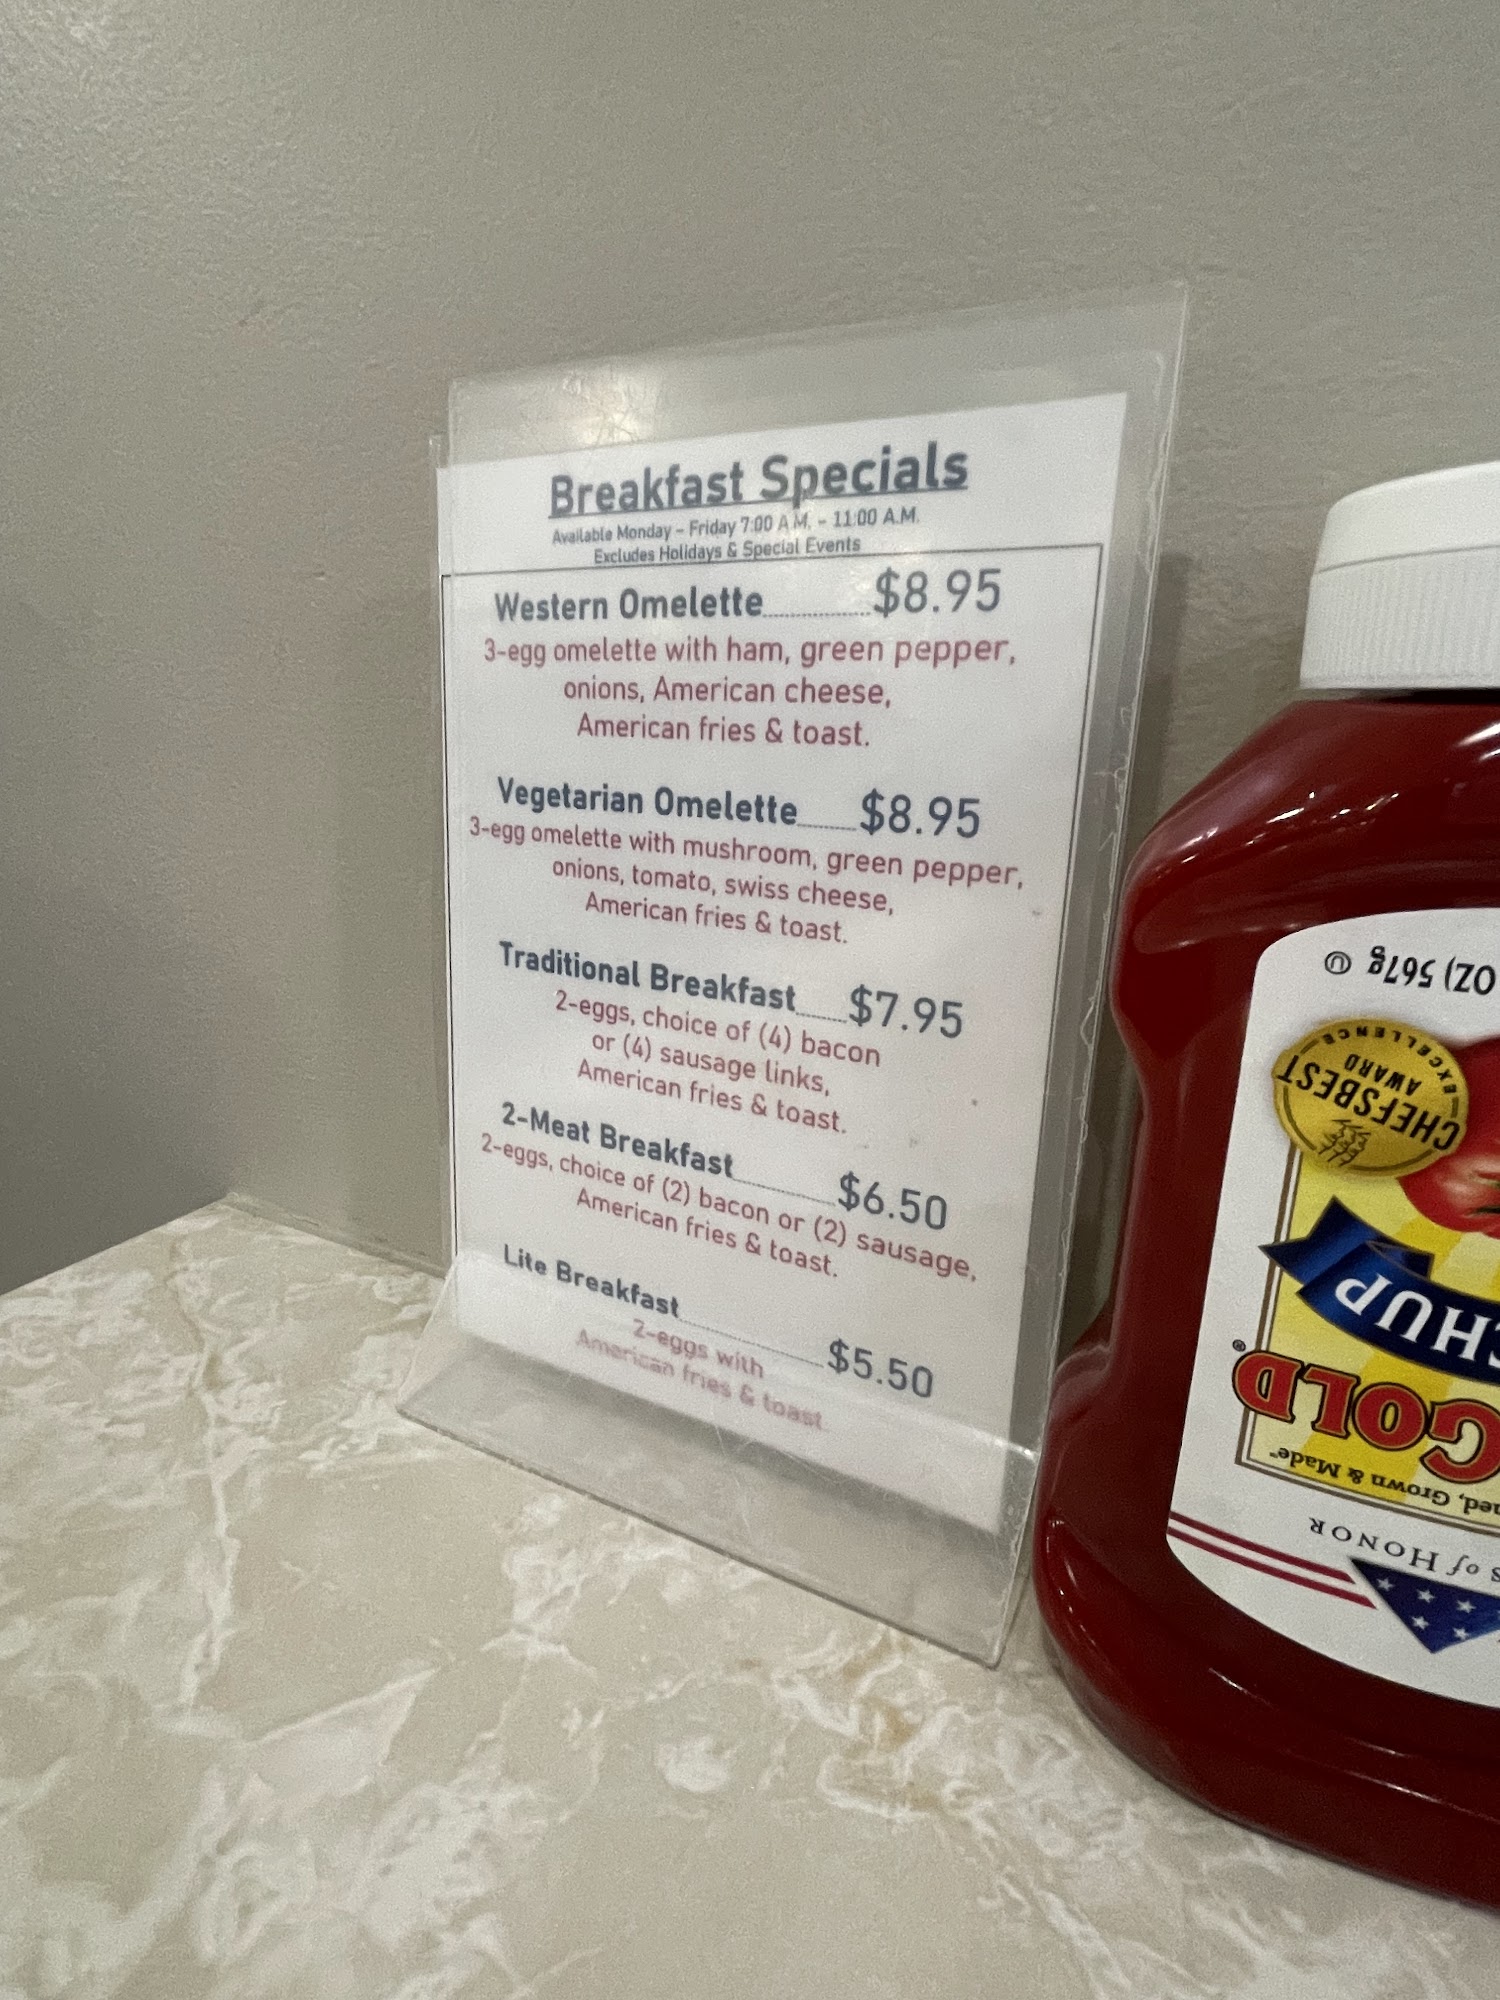 Breakfast Specials
Available Monday – Friday 7:00 A.M. – 11:00 A.M.
Excludes Holidays & Special Events
Western Omelette $8.95
3-egg omelette with ham, green pepper,
onions, American cheese,
American fries & toast.
Vegetarian Omelette $8.95
3-egg omelette with mushroom, green pepper,
onions, tomato, swiss cheese,
American fries & toast.
Traditional Breakfast $7.95
2-eggs, choice of (4) bacon
or (4) sausage links,
American fries & toast.
2-Meat Breakfast $6.50
2-eggs, choice of (2) bacon or (2) sausage,
American fries & toast.
Lite Breakfast $5.50
2-eggs with
American fries & toast.
OZ) 567g U
CHEFSBEST
AWARD
EXCELLENCE
CHUP
GOLD®
Grown & Made™
of HONOR